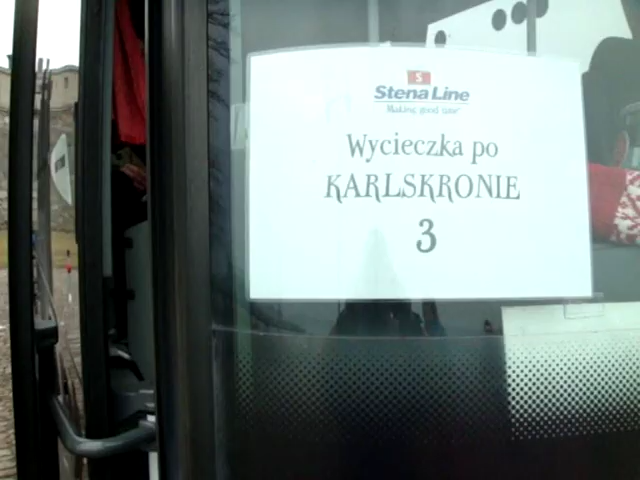 S
Stena Line
Making good time
Wycieczka po
KARLSKRONIE
3